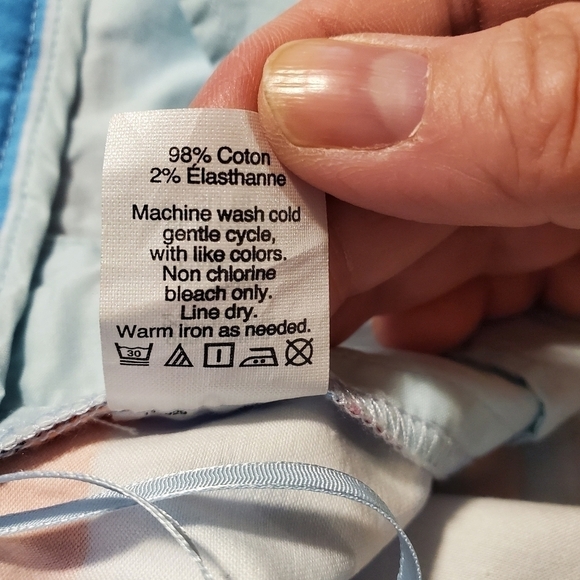 98% Coton
2% Élasthanne
Machine wash cold
gentle cycle,
with like colors.
Non chlorine
bleach only.
Line dry.
Warm iron as needed.
30